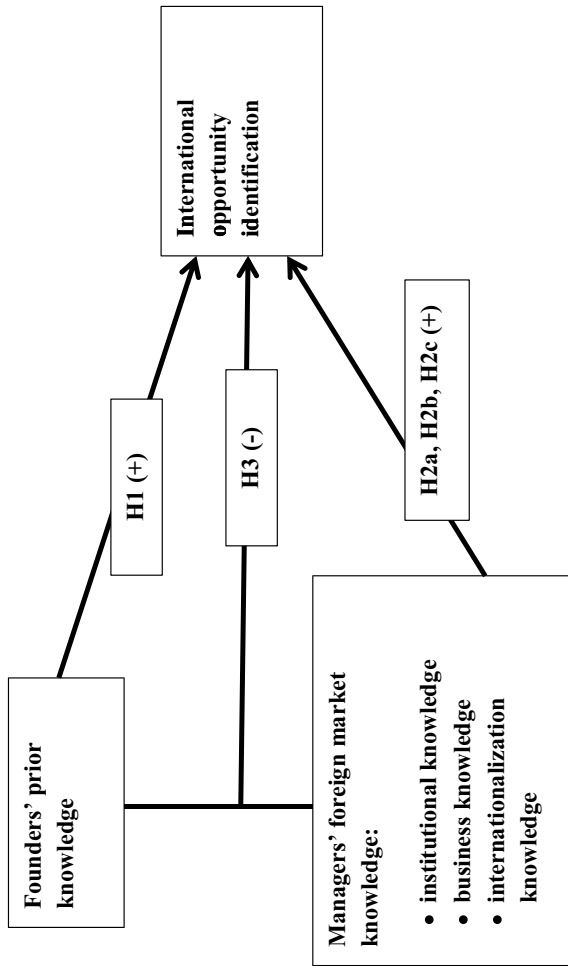 Founders’ prior
knowledge
H1 (+)
H3 (-)
International
opportunity
identification
Managers’ foreign market
knowledge:
• institutional knowledge
• business knowledge
• internationalization
knowledge
H2a, H2b, H2c (+)